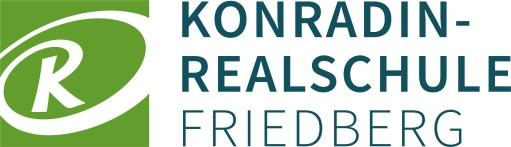 K
KONRADIN-
REALSCHULE
FRIEDBERG